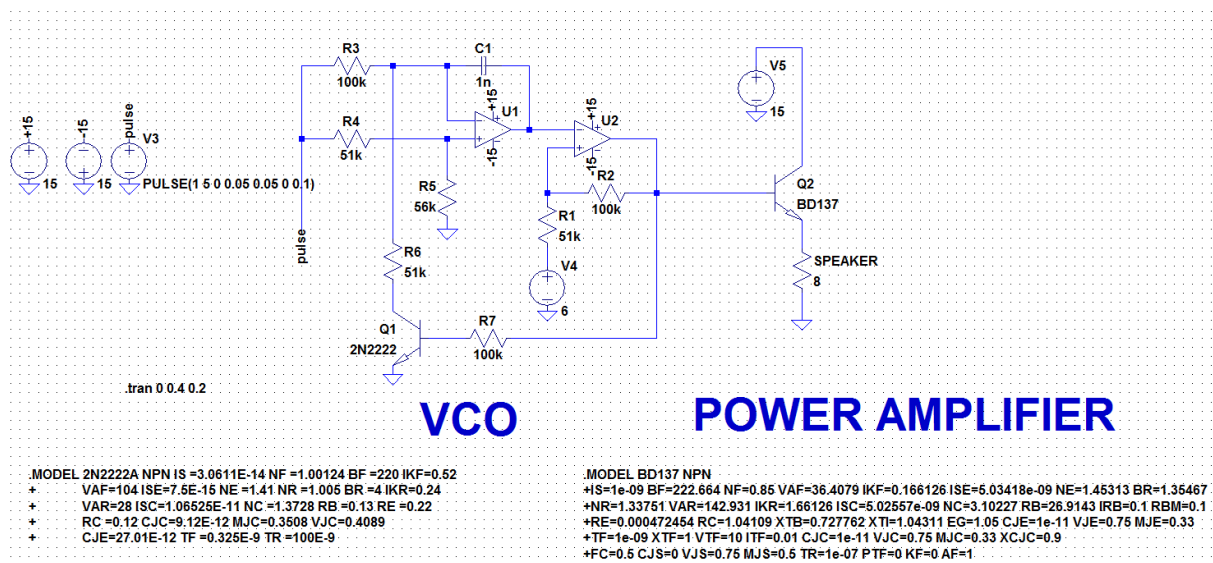 R3
100k
C1
1n
+15
U1
-15
R4
51k
R5
56k
+15
15
-15
15
pulse
V3
PULSE(1 5 0 0.05 0.05 0 0.1)
pulse
+15
U2
-15
R2
100k
R1
51k
V4
6
V5
15
Q2
BD137
SPEAKER
8
R6
51k
Q1
2N2222
R7
100k
.tran 0 0.4 0.2
VCO
POWER AMPLIFIER
.MODEL 2N2222A NPN IS =3.0611E-14 NF =1.00124 BF =220 IKF=0.52
+ VAF=104 ISE=7.5E-15 NE =1.41 NR =1.005 BR =4 IKR=0.24
+ VAR=28 ISC=1.06525E-11 NC =1.3728 RB =0.13 RE =0.22
+ RC =0.12 CJC=9.12E-12 MJC=0.3508 VJC=0.4089
+ CJE=27.01E-12 TF =0.325E-9 TR =100E-9
.MODEL BD137 NPN
+IS=1e-09 BF=222.664 NF=0.85 VAF=36.4079 IKF=0.166126 ISE=5.03418e-09 NE=1.45313 BR=1.35467
+NR=1.33751 VAR=142.931 IKR=1.66126 ISC=5.02557e-09 NC=3.10227 RB=26.9143 IRB=0.1 RBM=0.1
+RE=0.000472454 RC=1.04109 XTB=0.727762 XTI=1.04311 EG=1.05 CJE=1e-11 VJE=0.75 MJE=0.33
+TF=1e-09 XTF=1 VTF=10 ITF=0.01 CJC=1e-11 VJC=0.75 MJC=0.33 XCJC=0.9
+FC=0.5 CJS=0 VJS=0.75 MJS=0.5 TR=1e-07 PTF=0 KF=0 AF=1